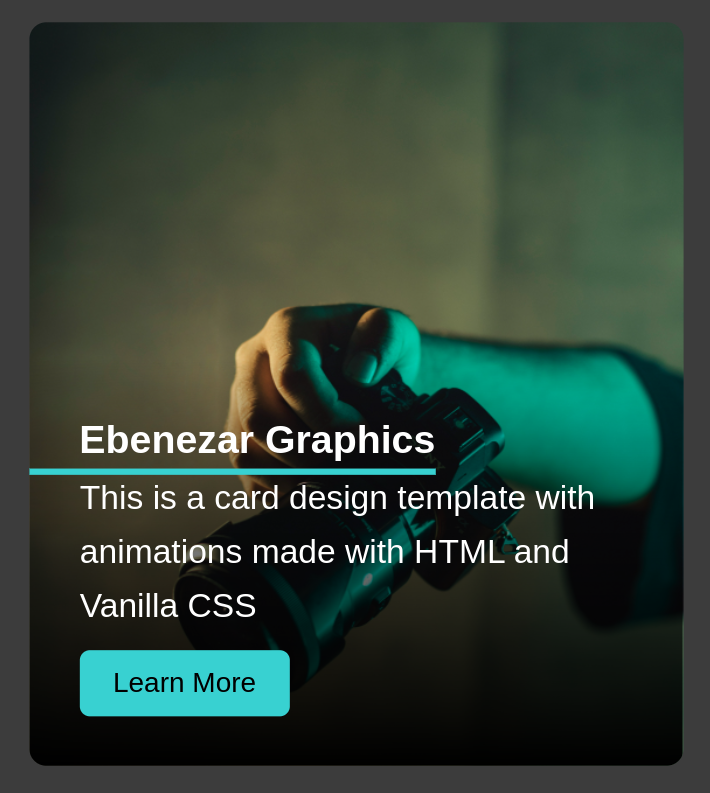 Ebenezar Graphics
This is a card design template with
animations made with HTML and
Vanilla CSS
Learn More